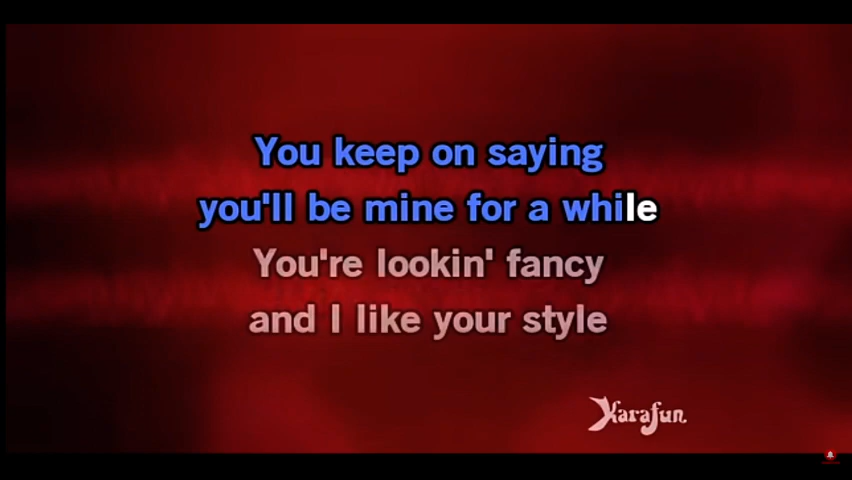 You keep on saying
you'll be mine for a while
You're lookin' fancy
and I like your style
Karafun